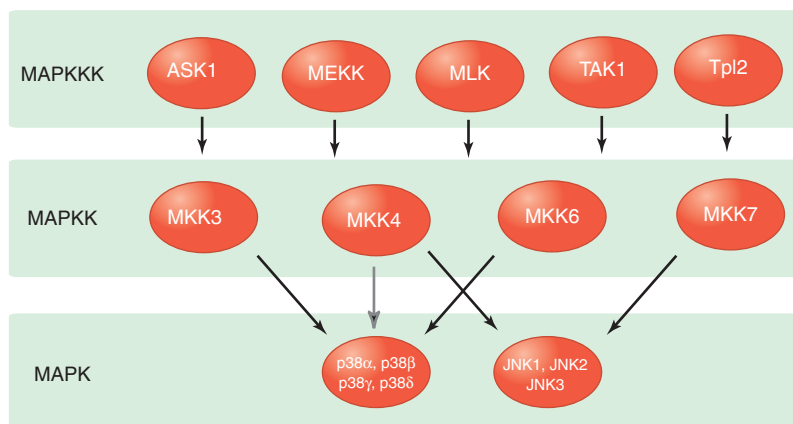 MAPKKK
ASK1
MEKK
MLK
TAK1
Tpl2
MAPKK
MKK3
MKK4
MKK6
MKK7
MAPK
p38α, p38β
p38γ, p38δ
JNK1, JNK2
JNK3